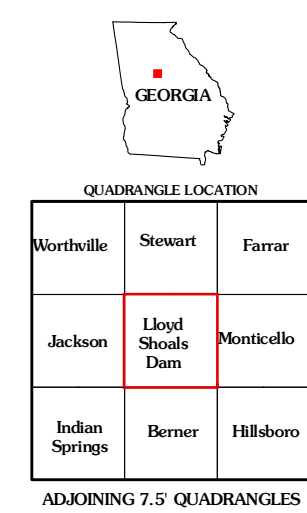 GEORGIA
QUADRANGLE LOCATION
Worthville
Stewart
Farrar
Jackson
Lloyd
Shoals
Dam
Monticello
Indian
Springs
Berner
Hillsboro
ADJOINING 7.5' QUADRANGLES